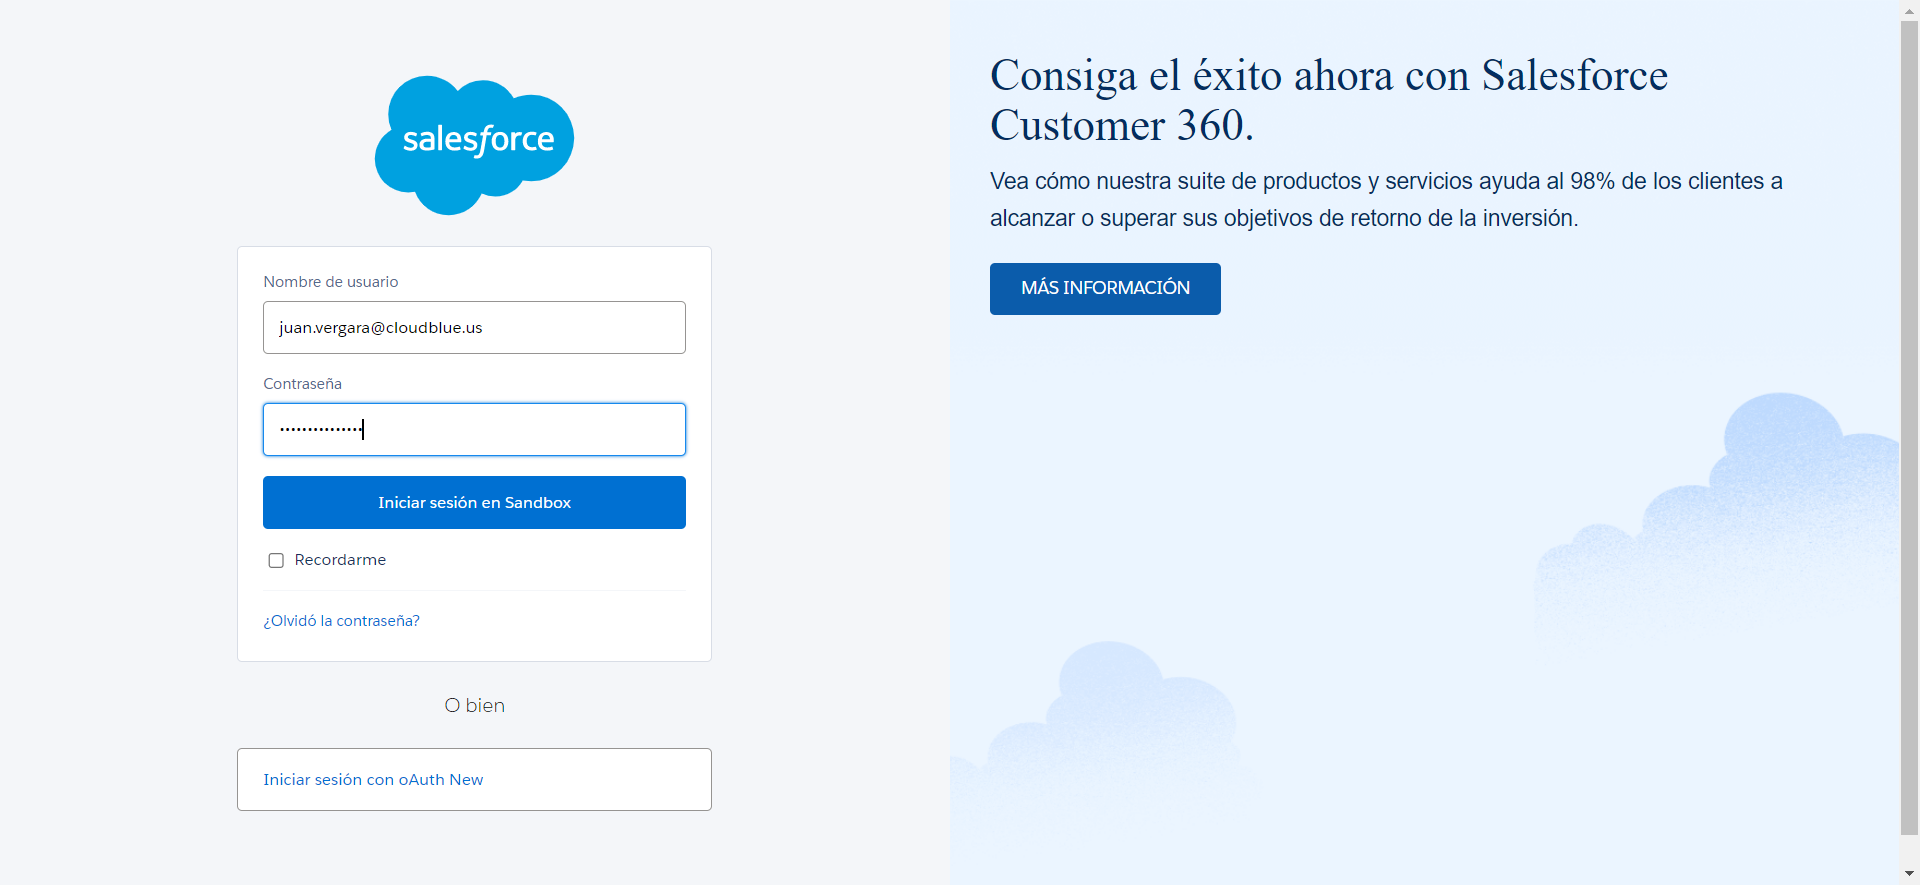 salesforce
Nombre de usuario
juan.vergara@cloudblue.us
Contraseña
•••••••••••••••
Iniciar sesión en Sandbox
Recordarme
¿Olvidó la contraseña?
O bien
Iniciar sesión con oAuth New
Consiga el éxito ahora con Salesforce
Customer 360.
Vea cómo nuestra suite de productos y servicios ayuda al 98% de los clientes a
alcanzar o superar sus objetivos de retorno de la inversión.
MÁS INFORMACIÓN